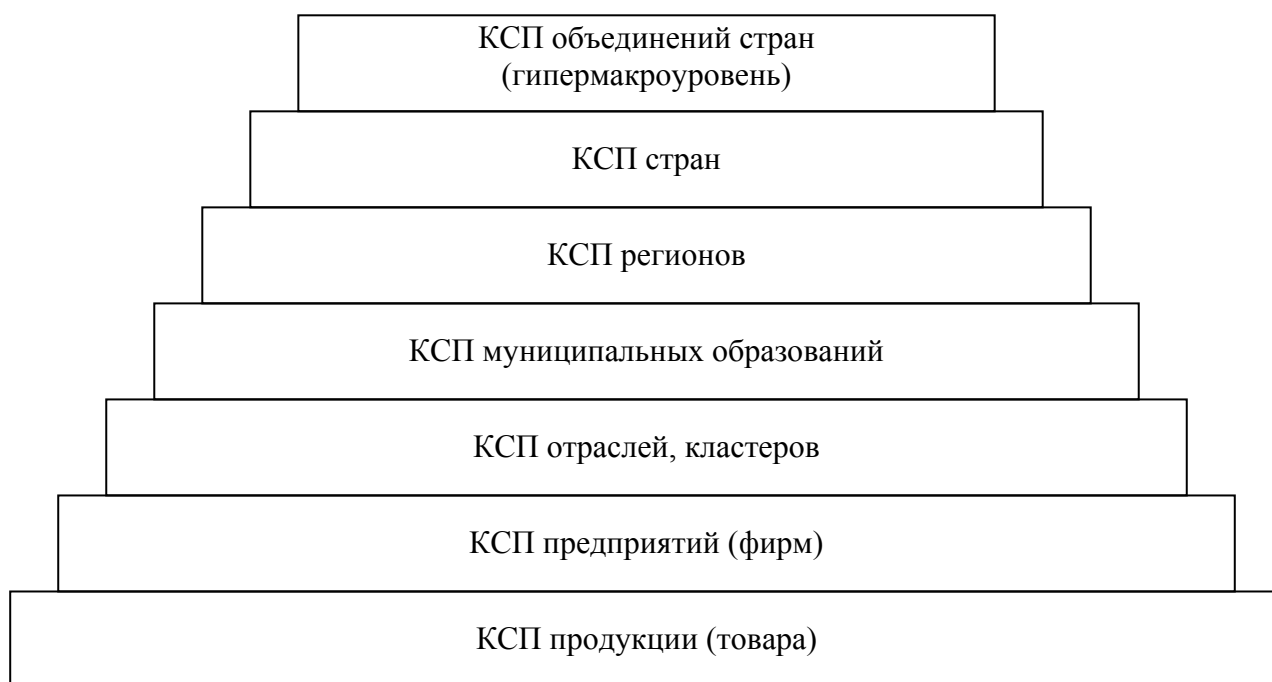 КСП объединений стран
(гипермакроуровень)
КСП стран
КСП регионов
КСП муниципальных образований
КСП отраслей, кластеров
КСП предприятий (фирм)
КСП продукции (товара)